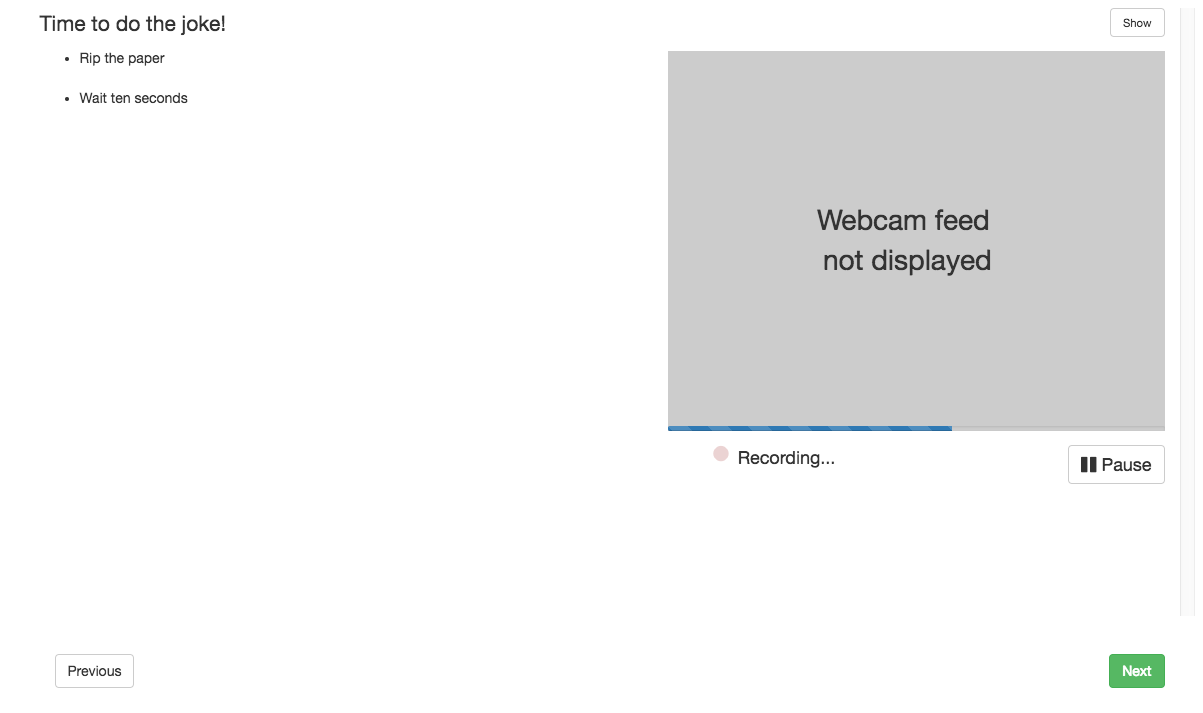 Time to do the joke!
Show
• Rip the paper
• Wait ten seconds
Webcam feed
not displayed
Recording...
Pause
Previous
Next